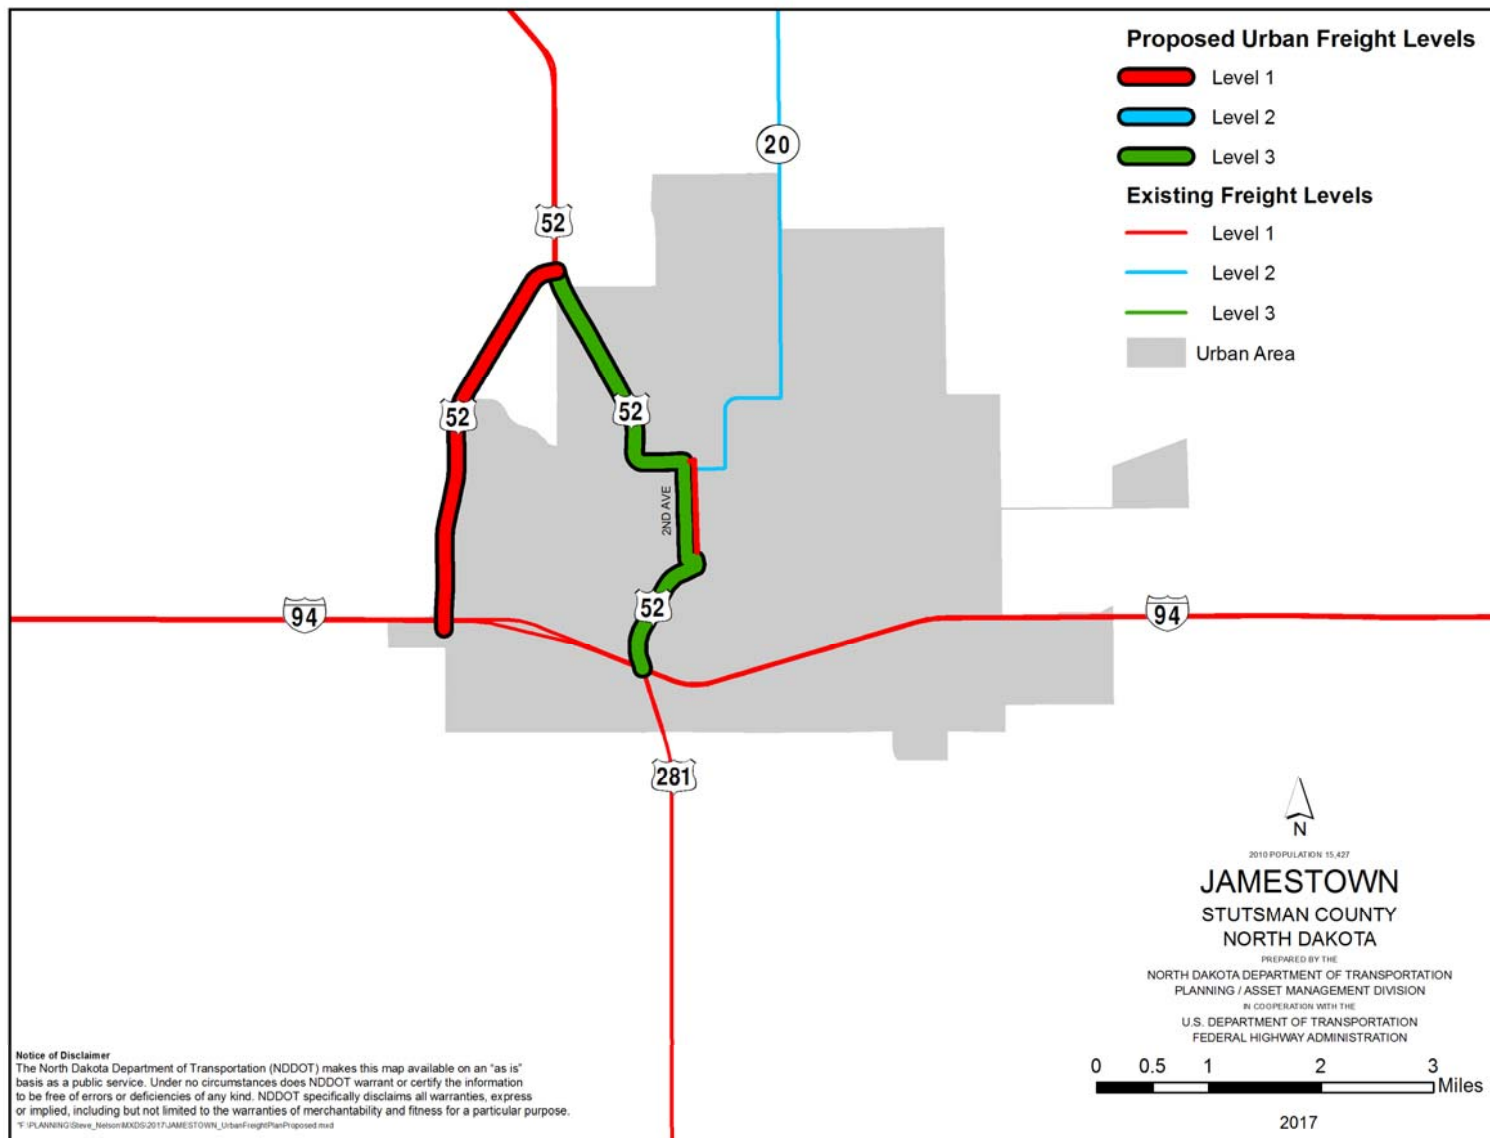 Proposed Urban Freight Levels
Level 1
Level 2
Level 3
Existing Freight Levels
Level 1
Level 2
Level 3
Urban Area
20
52
52
52
2ND AVE
52
94
94
281
N
2010 POPULATION 15,427
JAMESTOWN
STUTSMAN COUNTY
NORTH DAKOTA
PREPARED BY THE
NORTH DAKOTA DEPARTMENT OF TRANSPORTATION
PLANNING / ASSET MANAGEMENT DIVISION
IN COOPERATION WITH THE
U.S. DEPARTMENT OF TRANSPORTATION
FEDERAL HIGHWAY ADMINISTRATION
0 0.5 1 2 3
Miles
2017
Notice of Disclaimer
The North Dakota Department of Transportation (NDDOT) makes this map available on an "as is"
basis as a public service. Under no circumstances does NDDOT warrant or certify the information
to be free of errors or deficiencies of any kind. NDDOT specifically disclaims all warranties, express
or implied, including but not limited to the warranties of merchantability and fitness for a particular purpose.
"F:\PLANNING\Steve_Nelson\MXDS\2017\JAMESTOWN_UrbanFreightPlanProposed.mxd